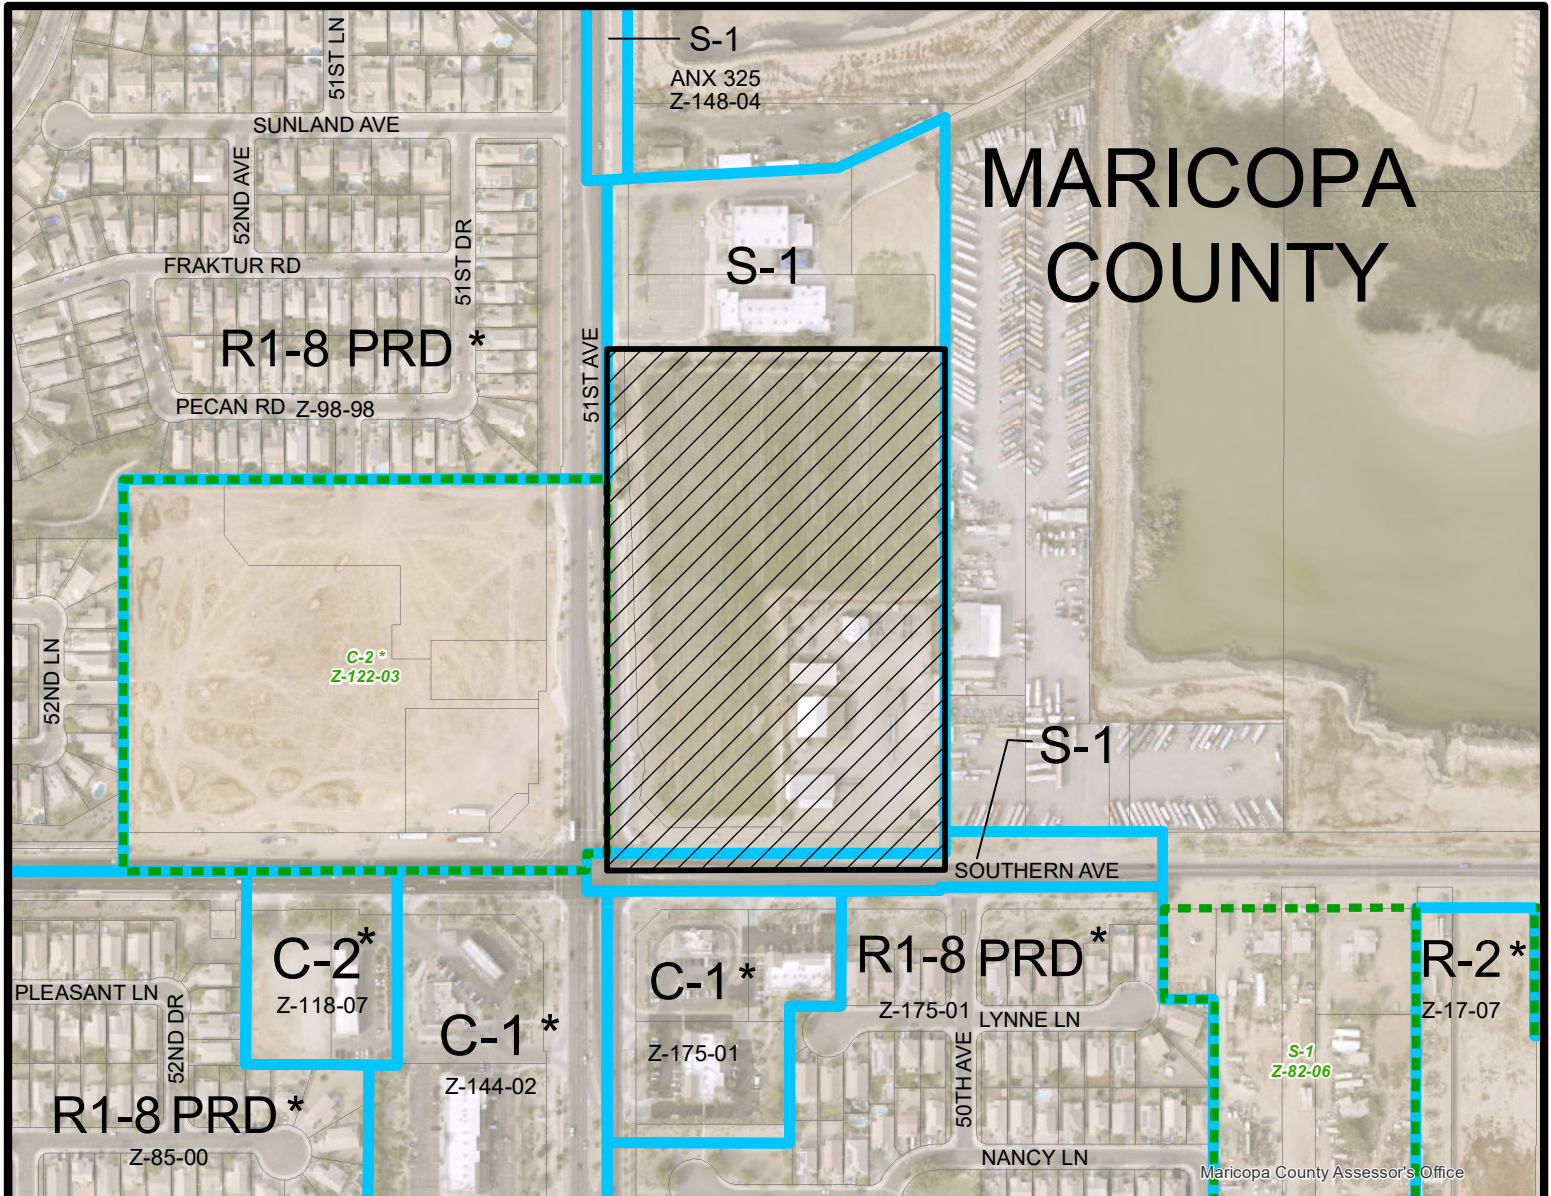 S-1
ANX 325
Z-148-04
51ST LN
SUNLAND AVE
52ND AVE
MARICOPA
COUNTY
51ST DR
FRAKTUR RD
S-1
R1-8 PRD *
51ST AVE
PECAN RD Z-98-98
C-2 *
Z-122-03
52ND LN
S-1
SOUTHERN AVE
C-2 *
Z-118-07
C-1 *
Z-175-01
R1-8 PRD *
Z-175-01
LYNNE LN
R-2 *
Z-17-07
PLEASANT LN
52ND DR
C-1 *
Z-144-02
50TH AVE
S-1
Z-82-06
R1-8 PRD *
Z-85-00
NANCY LN
Maricopa County Assessor's Office